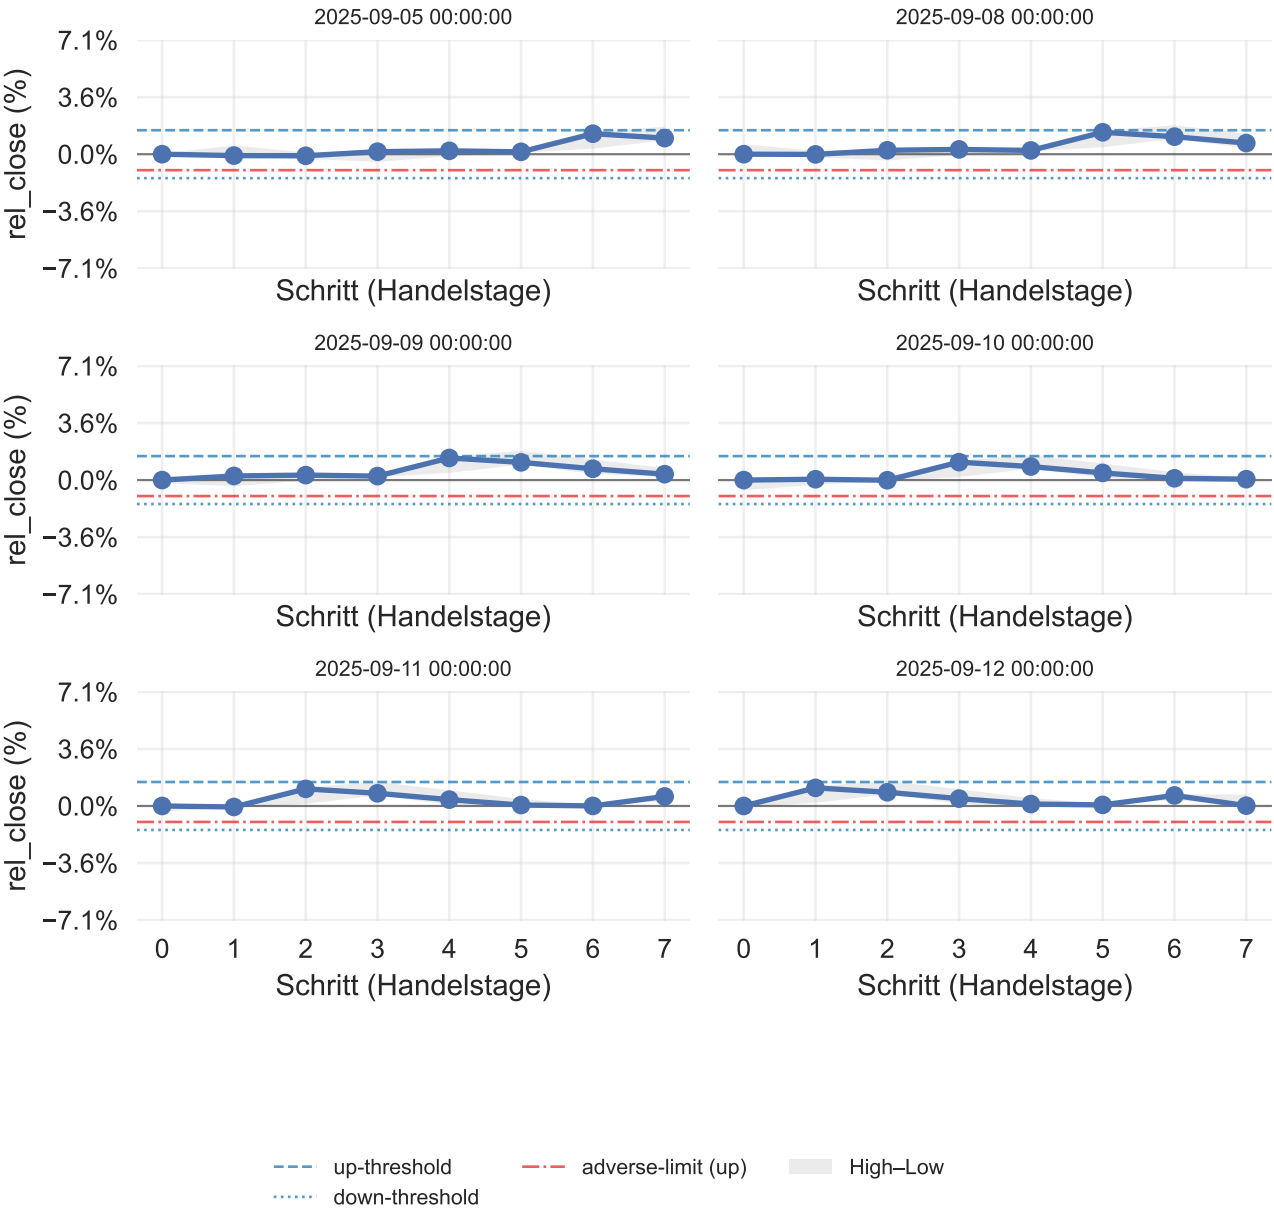 2025-09-05 00:00:00
2025-09-08 00:00:00
7.1%
3.6%
0.0%
−3.6%
−7.1%
rel_close (%)
Schritt (Handelstage)
Schritt (Handelstage)
2025-09-09 00:00:00
2025-09-10 00:00:00
7.1%
3.6%
0.0%
−3.6%
−7.1%
rel_close (%)
Schritt (Handelstage)
Schritt (Handelstage)
2025-09-11 00:00:00
2025-09-12 00:00:00
7.1%
3.6%
0.0%
−3.6%
−7.1%
rel_close (%)
0 1 2 3 4 5 6 7
0 1 2 3 4 5 6 7
Schritt (Handelstage)
Schritt (Handelstage)
up-threshold
adverse-limit (up)
High–Low
down-threshold